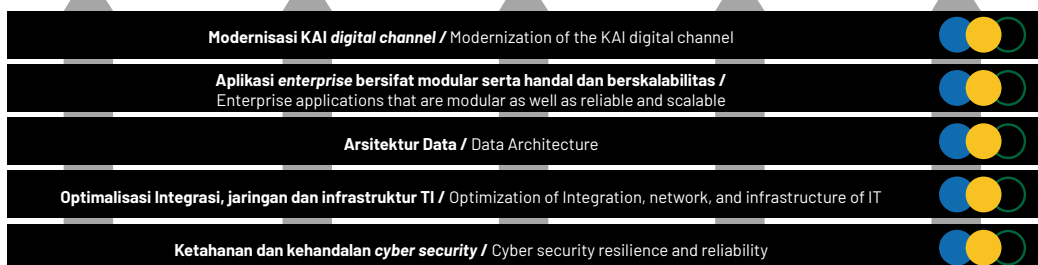 Modernisasi KAI digital channel / Modernization of the KAI digital channel
Aplikasi enterprise bersifat modular serta handal dan berskalabilitas /
Enterprise applications that are modular as well as reliable and scalable
Arsitektur Data / Data Architecture
Optimalisasi Integrasi, jaringan dan infrastruktur TI / Optimization of Integration, network, and infrastructure of IT
Ketahanan dan kehandalan cyber security / Cyber security resilience and reliability